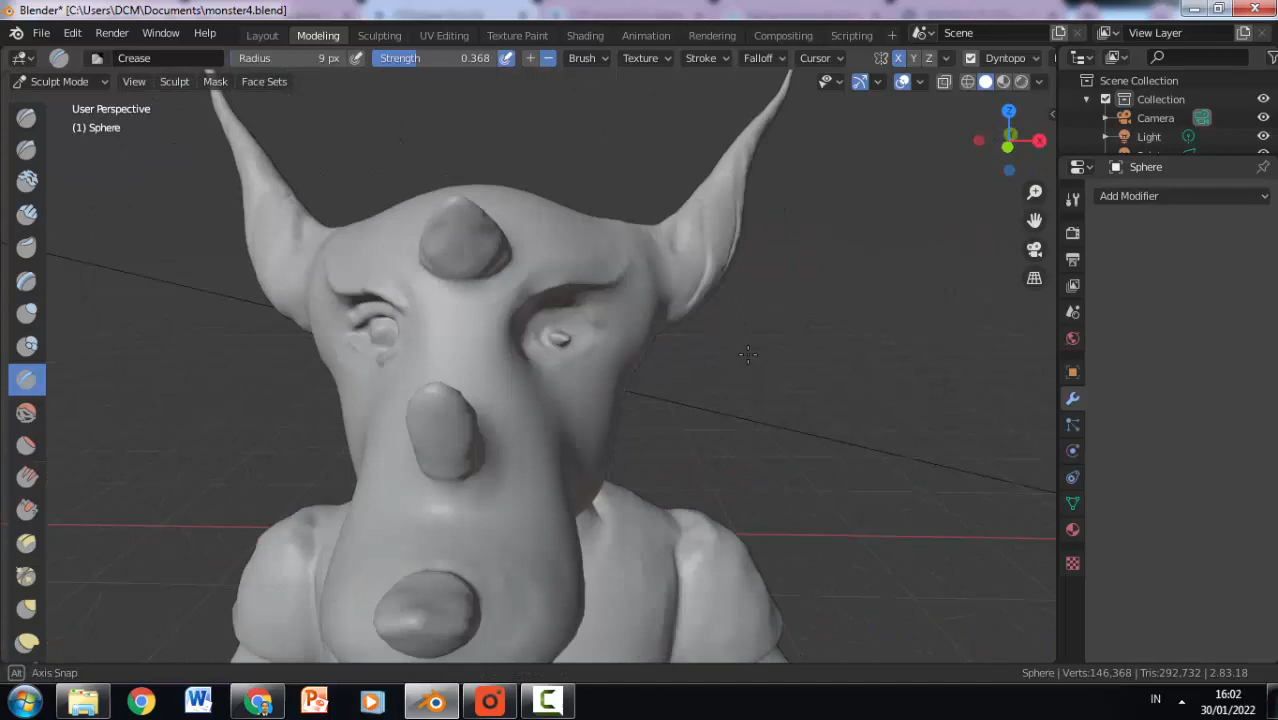 Blender* [C:\Users\DCM\Documents\monster4.blend]
File Edit Render Window Help Layout Modeling Sculpting UV Editing Texture Paint Shading Animation Rendering Compositing Scripting + Scene View Layer
Crease Radius 9 px Strength 0.368 + − Brush Texture Stroke Falloff Cursor X Y Z Dyntopo
Sculpt Mode View Sculpt Mask Face Sets
Scene Collection
User Perspective
(1) Sphere
Collection
Camera
Light
Z
X
Sphere
Add Modifier
Alt Axis Snap
Sphere | Verts:146,368 | Tris:292,732 | 2.83.18
IN
16:02
30/01/2022